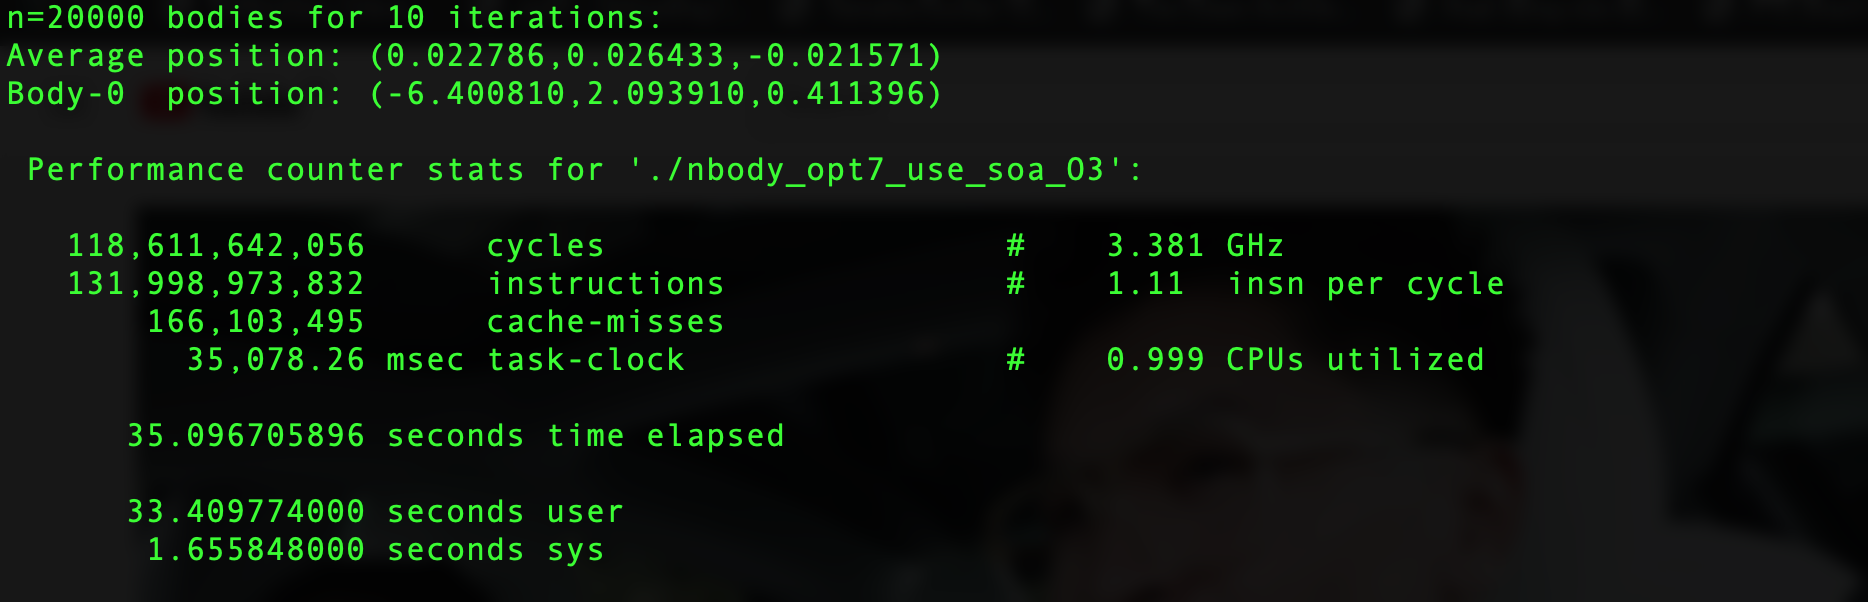 n=20000 bodies for 10 iterations:
Average position: (0.022786,0.026433,-0.021571)
Body-0  position: (-6.400810,2.093910,0.411396)
Performance counter stats for './nbody_opt7_use_soa_O3':
118,611,642,056      cycles                    #    3.381 GHz
131,998,973,832      instructions              #    1.11  insn per cycle
166,103,495      cache-misses
35,078.26 msec task-clock                #    0.999 CPUs utilized
35.096705896 seconds time elapsed
33.409774000 seconds user
1.655848000 seconds sys